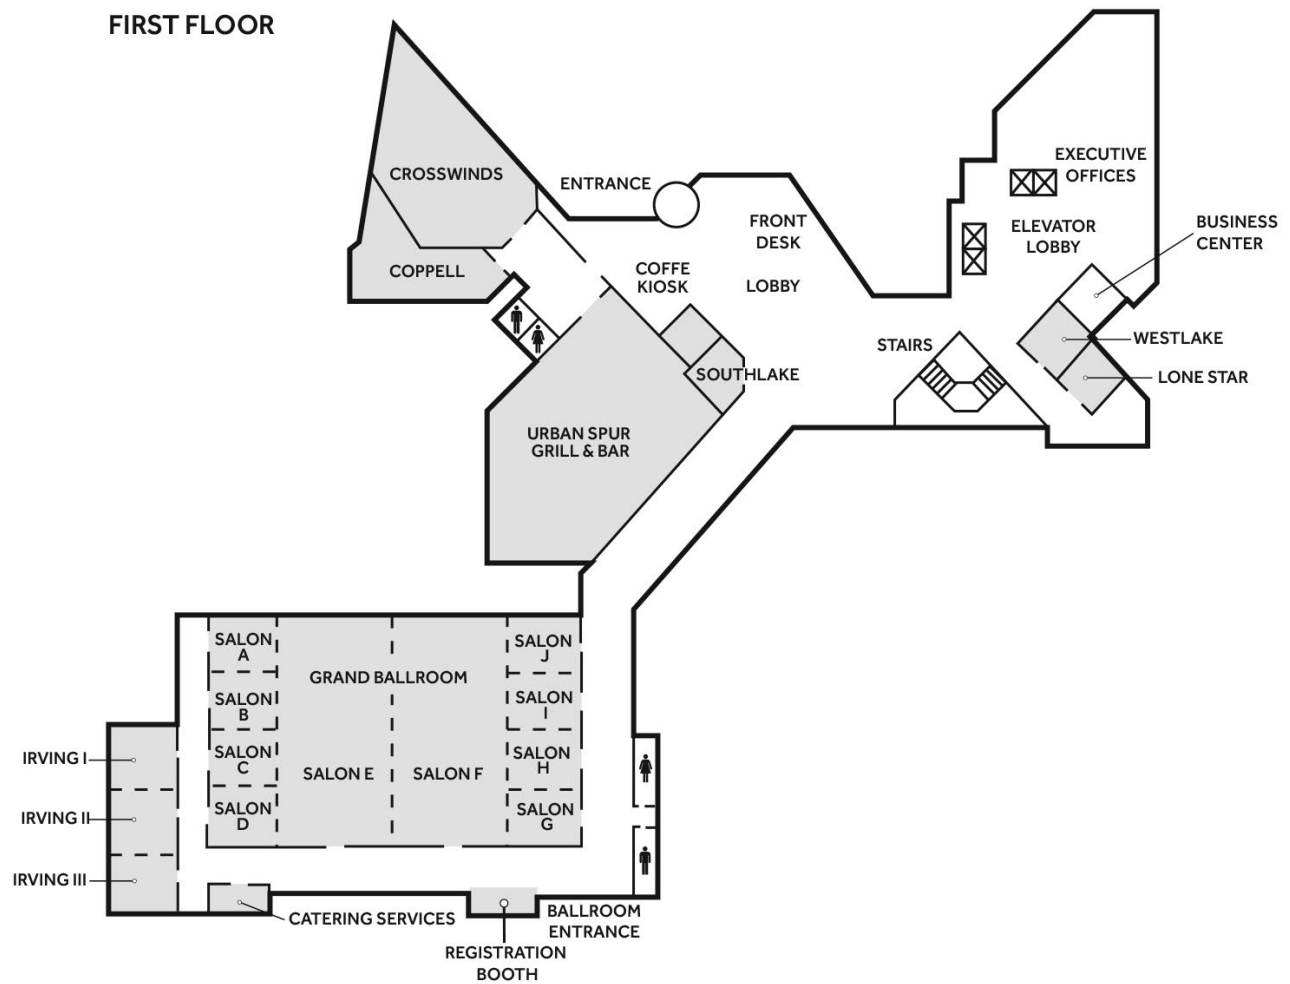 FIRST FLOOR
CROSSWINDS
ENTRANCE
EXECUTIVE
OFFICES
FRONT
DESK
ELEVATOR
LOBBY
BUSINESS
CENTER
COPPELL
COFFE
KIOSK
LOBBY
STAIRS
WESTLAKE
SOUTHLAKE
LONE STAR
URBAN SPUR
GRILL & BAR
SALON
A
SALON
J
GRAND BALLROOM
SALON
B
SALON
I
IRVING I
SALON
C
SALON E
SALON F
SALON
H
IRVING II
SALON
D
SALON
G
IRVING III
CATERING SERVICES
BALLROOM
ENTRANCE
REGISTRATION
BOOTH